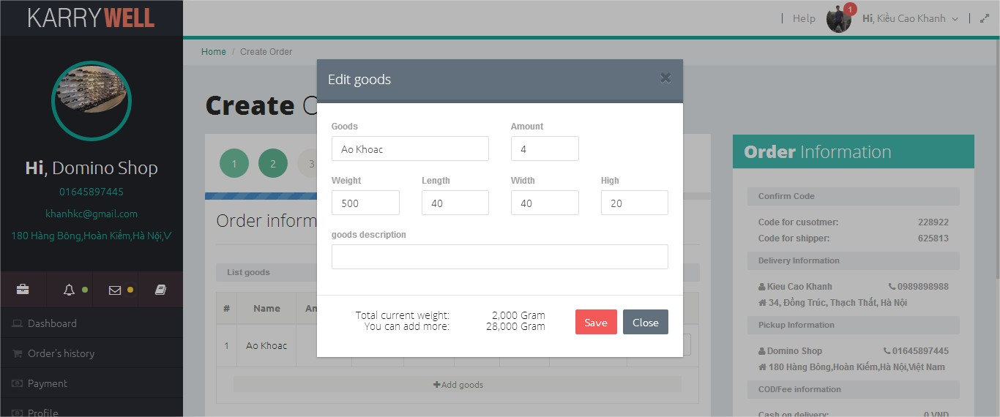 KARRYWELL
Help
1
Hi, Kiều Cao Khanh
Home / Create Order
Hi, Domino Shop
01645897445
khanhkc@gmail.com
180 Hàng Bông,Hoàn Kiếm,Hà Nội,V
Dashboard
Order's history
Payment
Profile
Create O
1 2 3
Order inform
List goods
# Name Am
1 Ao Khoac
Add goods
Edit goods
Goods Amount
Ao Khoac 4
Weight Length Width High
500 40 40 20
goods description
Total current weight: 2,000 Gram
You can add more: 28,000 Gram
Save Close
Order Information
Confirm Code
Code for cusotmer: 228922
Code for shipper: 625813
Delivery Information
Kieu Cao Khanh 0989898988
34, Đồng Trúc, Thạch Thất, Hà Nội
Pickup Information
Domino Shop 01645897445
180 Hàng Bông,Hoàn Kiếm,Hà Nội,Việt Nam
COD/Fee information
Cash on delivery: 0 VND